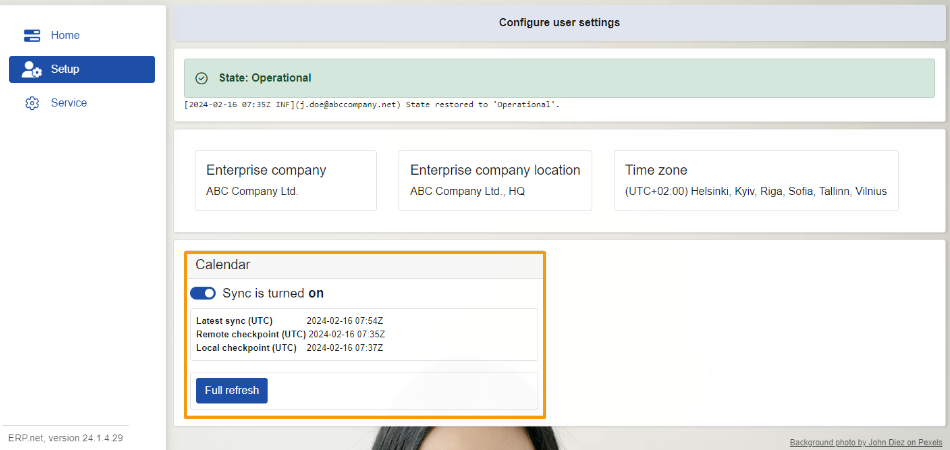 Configure user settings
Home
Setup
Service
State: Operational
[2024-02-16 07:35Z INF](j.doe@abccompany.net) State restored to 'Operational'.
Enterprise company
ABC Company Ltd.
Enterprise company location
ABC Company Ltd., HQ
Time zone
(UTC+02:00) Helsinki, Kyiv, Riga, Sofia, Tallinn, Vilnius
Calendar
Sync is turned on
Latest sync (UTC) 2024-02-16 07:54Z
Remote checkpoint (UTC) 2024-02-16 07:35Z
Local checkpoint (UTC) 2024-02-16 07:37Z
Full refresh
ERP.net, version 24.1.4.29
Background photo by John Diez on Pexels